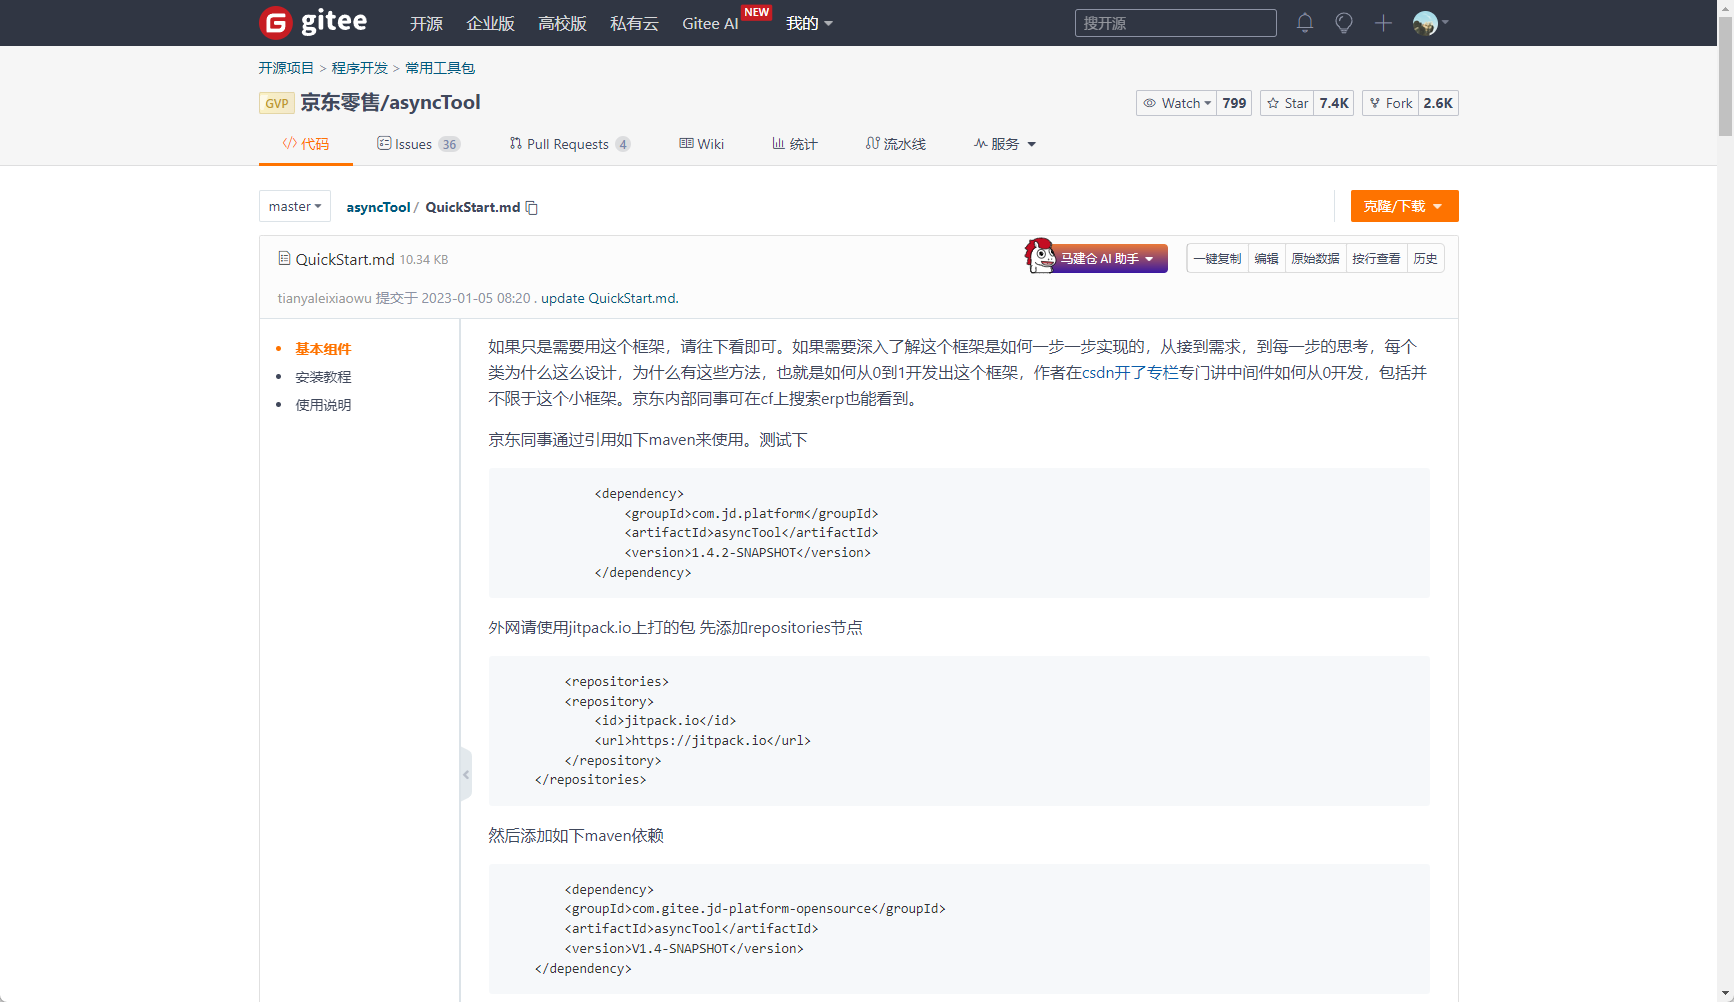 gitee
开源 企业版 高校版 私有云 Gitee AI NEW 我的
搜开源
开源项目 > 程序开发 > 常用工具包
GVP 京东零售/asyncTool
Watch 799 Star 7.4K Fork 2.6K
代码 Issues 36 Pull Requests 4 Wiki 统计 流水线 服务
master asyncTool / QuickStart.md
克隆/下载
QuickStart.md 10.34 KB
马建仓 AI 助手
一键复制 编辑 原始数据 按行查看 历史
tianyaleixiaowu 提交于 2023-01-05 08:20 . update QuickStart.md.
基本组件
安装教程
使用说明
如果只是需要用这个框架，请往下看即可。如果需要深入了解这个框架是如何一步一步实现的，从接到需求，到每一步的思考，每个
类为什么这么设计，为什么有这些方法，也就是如何从0到1开发出这个框架，作者在csdn开了专栏专门讲中间件如何从0开发，包括并
不限于这个小框架。京东内部同事可在cf上搜索erp也能看到。
京东同事通过引用如下maven来使用。测试下
<dependency>
<groupId>com.jd.platform</groupId>
<artifactId>asyncTool</artifactId>
<version>1.4.2-SNAPSHOT</version>
</dependency>
外网请使用jitpack.io上打的包 先添加repositories节点
<repositories>
<repository>
<id>jitpack.io</id>
<url>https://jitpack.io</url>
</repository>
</repositories>
然后添加如下maven依赖
<dependency>
<groupId>com.gitee.jd-platform-opensource</groupId>
<artifactId>asyncTool</artifactId>
<version>V1.4-SNAPSHOT</version>
</dependency>